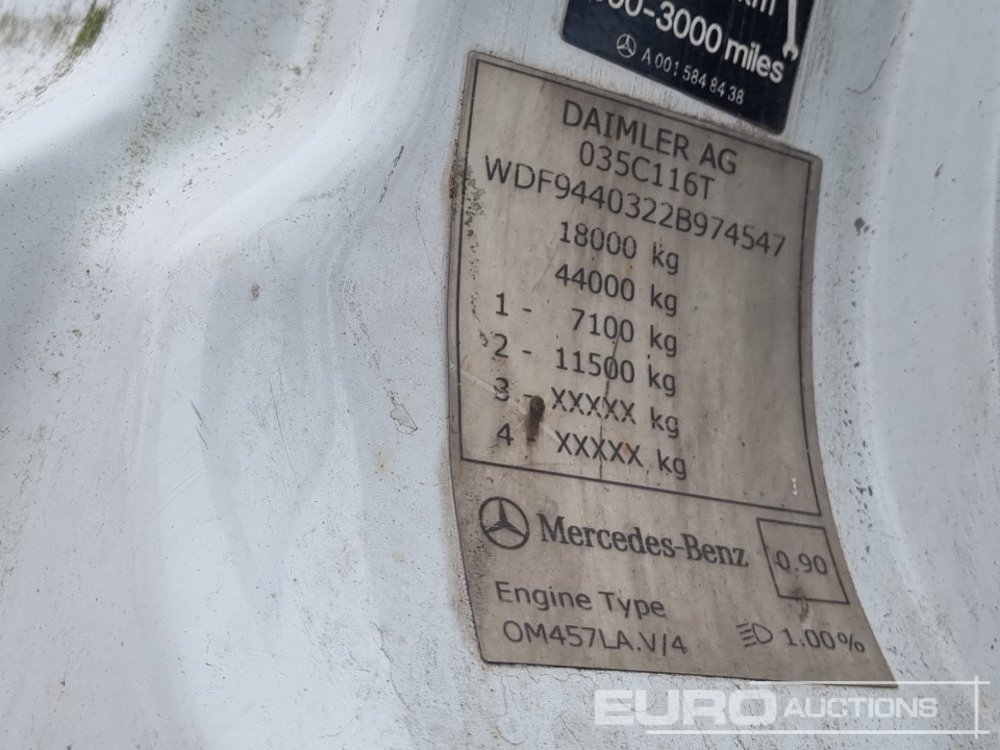 km
00-3000 miles
A 001 584 84 38
DAIMLER AG
035C116T
WDF9440322B974547
18000 kg
44000 kg
1 - 7100 kg
2 - 11500 kg
3 - XXXXX kg
4 XXXXX kg
Mercedes-Benz
0.90
Engine Type
OM457LA.V/4
1.00%
EURO AUCTIONS